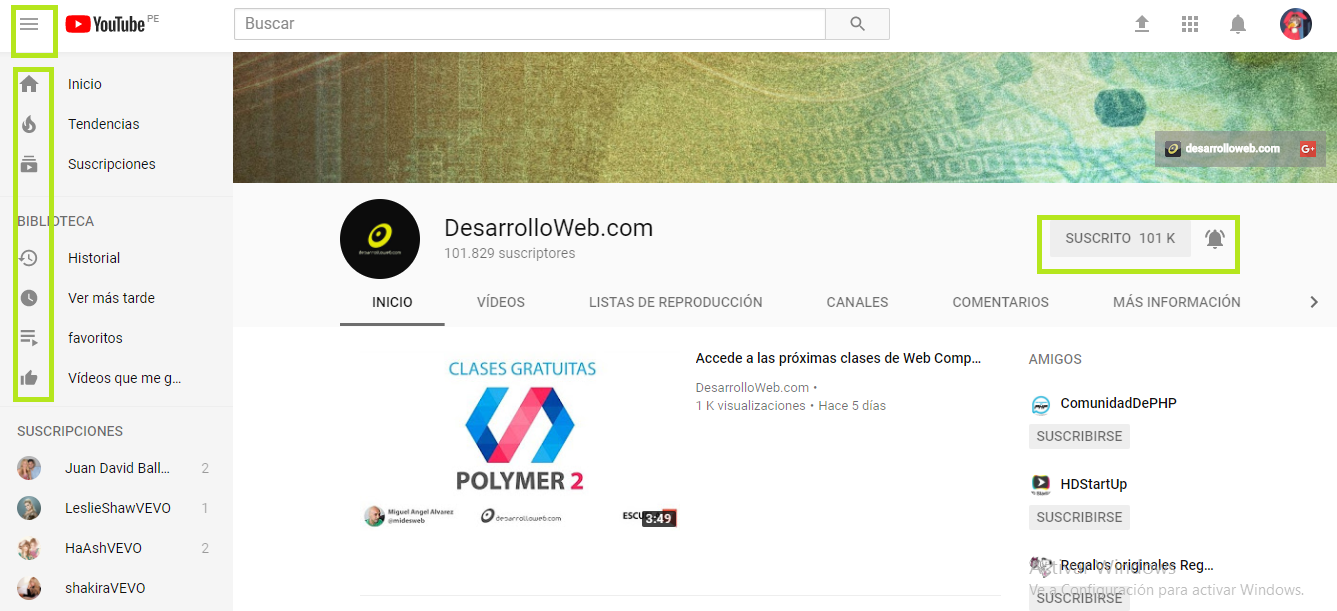 YouTube PE
Buscar
Inicio
Tendencias
Suscripciones
BIBLIOTECA
Historial
Ver más tarde
favoritos
Vídeos que me g...
SUSCRIPCIONES
Juan David Ball... 2
LeslieShawVEVO 1
HaAshVEVO 2
shakiraVEVO
desarrolloweb.com G+
desarrolloweb.com
DesarrolloWeb.com
101.829 suscriptores
SUSCRITO 101 K
INICIO VÍDEOS LISTAS DE REPRODUCCIÓN CANALES COMENTARIOS MÁS INFORMACIÓN
CLASES GRATUITAS
POLYMER 2
Miguel Angel Alvarez
@midesweb
desarrolloweb.com
ESCU
3:49
Accede a las próximas clases de Web Comp...
DesarrolloWeb.com •
1 K visualizaciones • Hace 5 días
AMIGOS
PHP
ComunidadDePHP
SUSCRIBIRSE
HDStartUp
SUSCRIBIRSE
Regalos originales Reg...
SUSCRIBIRSE
Activar Windows
Ve a Configuración para activar Windows.